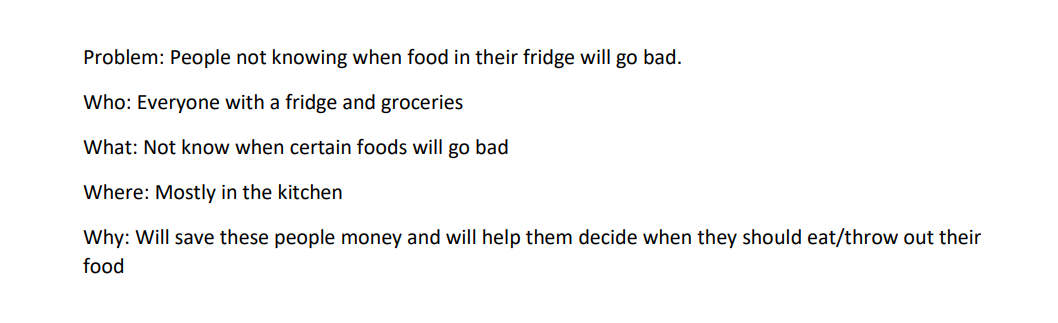 Problem: People not knowing when food in their fridge will go bad.
Who: Everyone with a fridge and groceries
What: Not know when certain foods will go bad
Where: Mostly in the kitchen
Why: Will save these people money and will help them decide when they should eat/throw out their
food